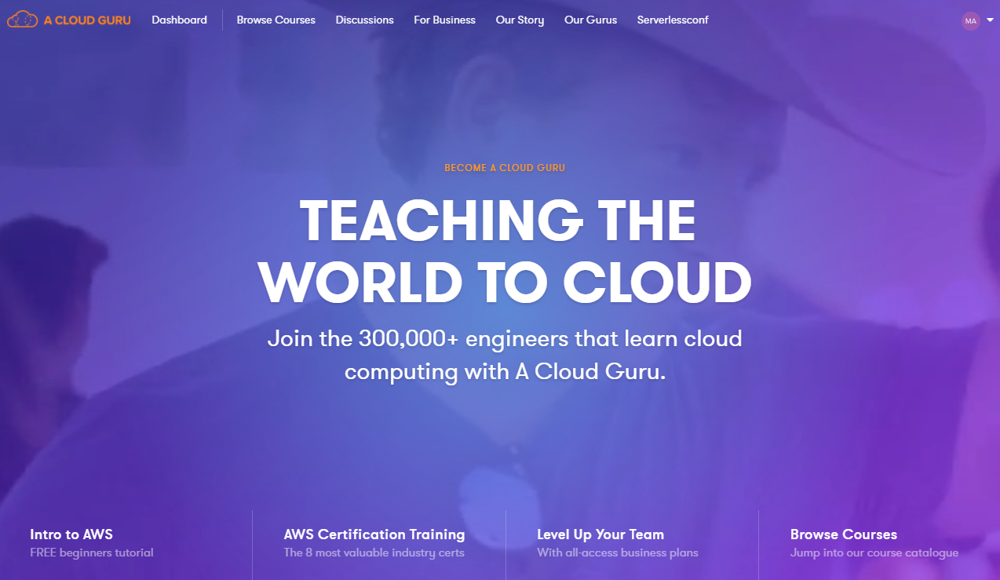 A CLOUD GURU
Dashboard
Browse Courses
Discussions
For Business
Our Story
Our Gurus
Serverlessconf
MA
BECOME A CLOUD GURU
TEACHING THE
WORLD TO CLOUD
Join the 300,000+ engineers that learn cloud
computing with A Cloud Guru.
Intro to AWS
FREE beginners tutorial
AWS Certification Training
The 8 most valuable industry certs
Level Up Your Team
With all-access business plans
Browse Courses
Jump into our course catalogue